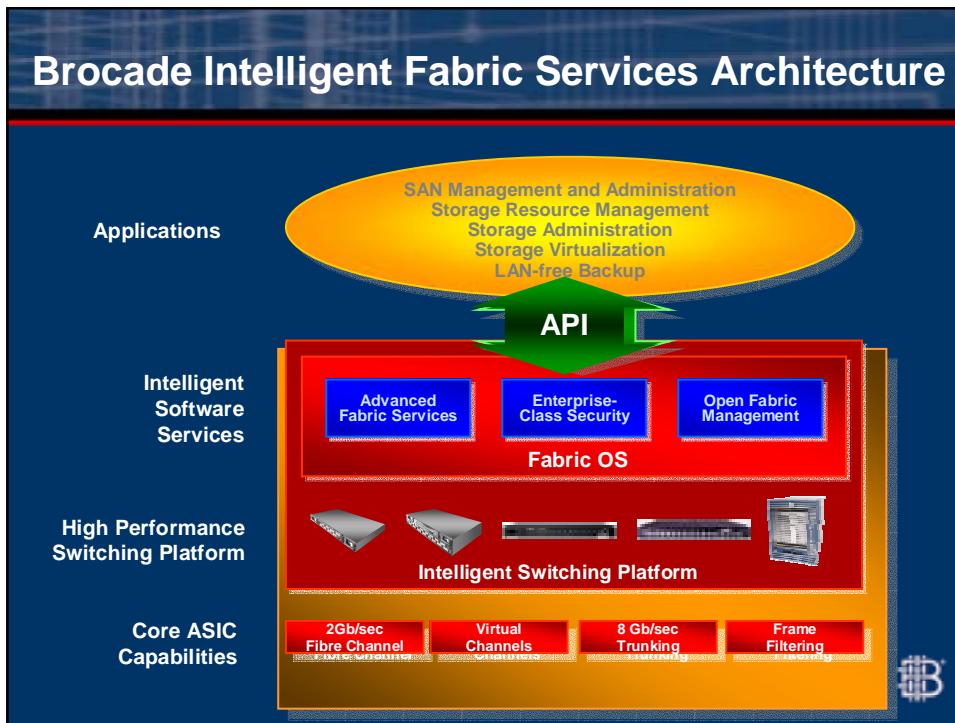 Brocade Intelligent Fabric Services Architecture
Applications
SAN Management and Administration
Storage Resource Management
Storage Administration
Storage Virtualization
LAN-free Backup
API
Intelligent
Software
Services
Advanced
Fabric Services
Enterprise-
Class Security
Open Fabric
Management
Fabric OS
High Performance
Switching Platform
Intelligent Switching Platform
Core ASIC
Capabilities
2Gb/sec
Fibre Channel
Virtual
Channels
8 Gb/sec
Trunking
Frame
Filtering